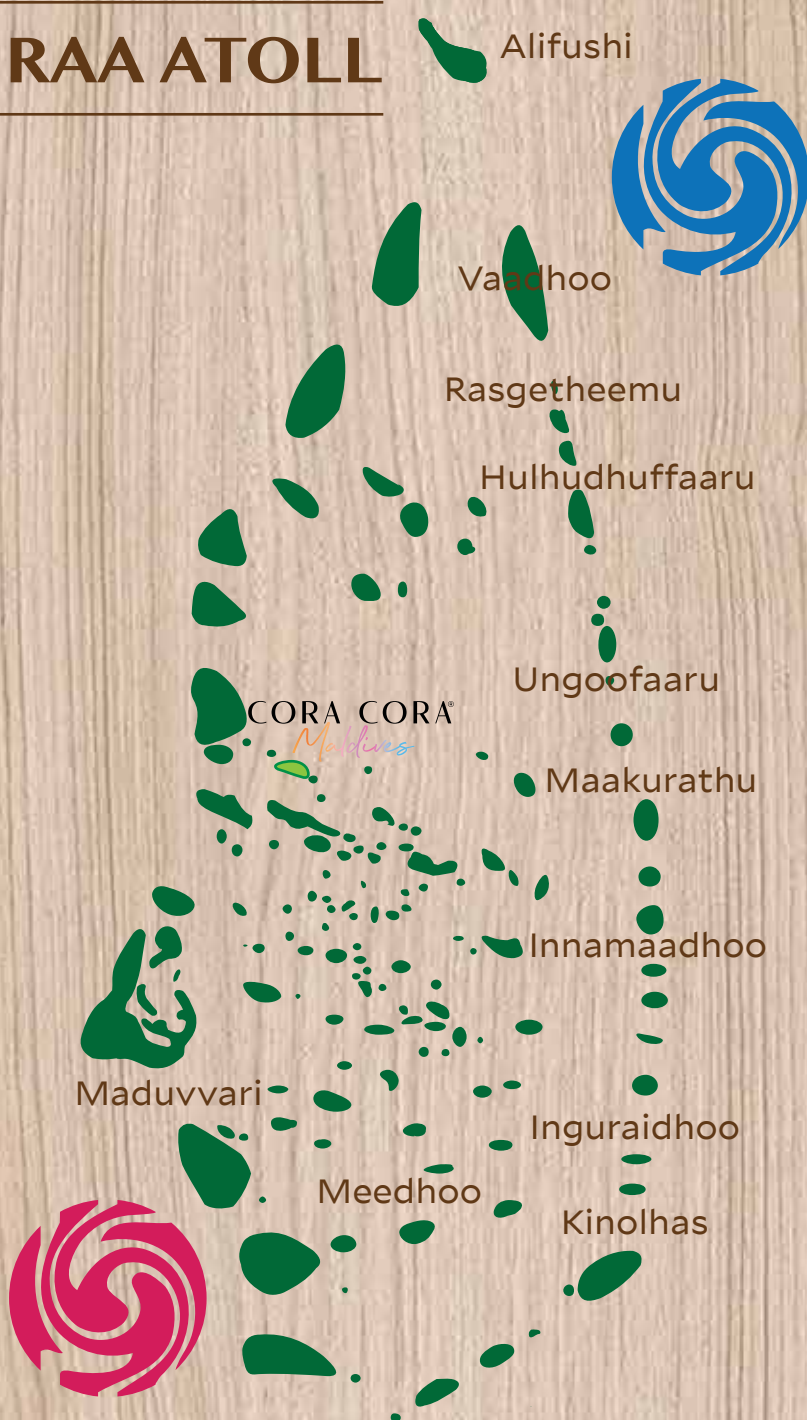 RAA ATOLL
Alifushi
Vaadhoo
Rasgetheemu
Hulhudhuffaaru
Ungoofaaru
CORA CORA®
Maldives
Maakurathu
Innamaadhoo
Maduvvari
Inguraidhoo
Meedhoo
Kinolhas